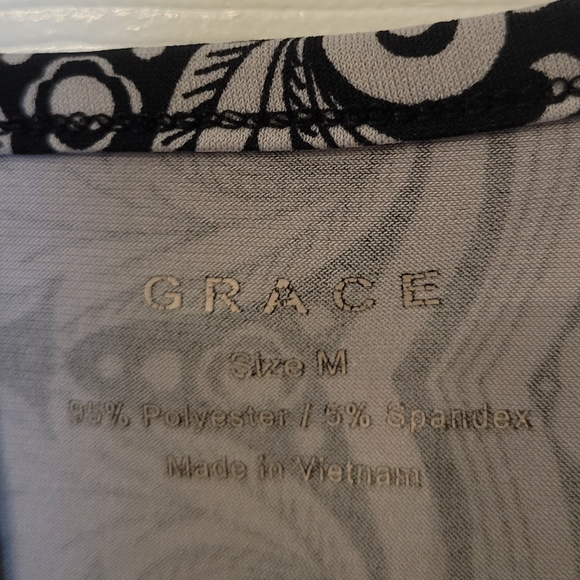 GRACE
Size M
95% Polyester / 5% Spandex
Made in Vietnam